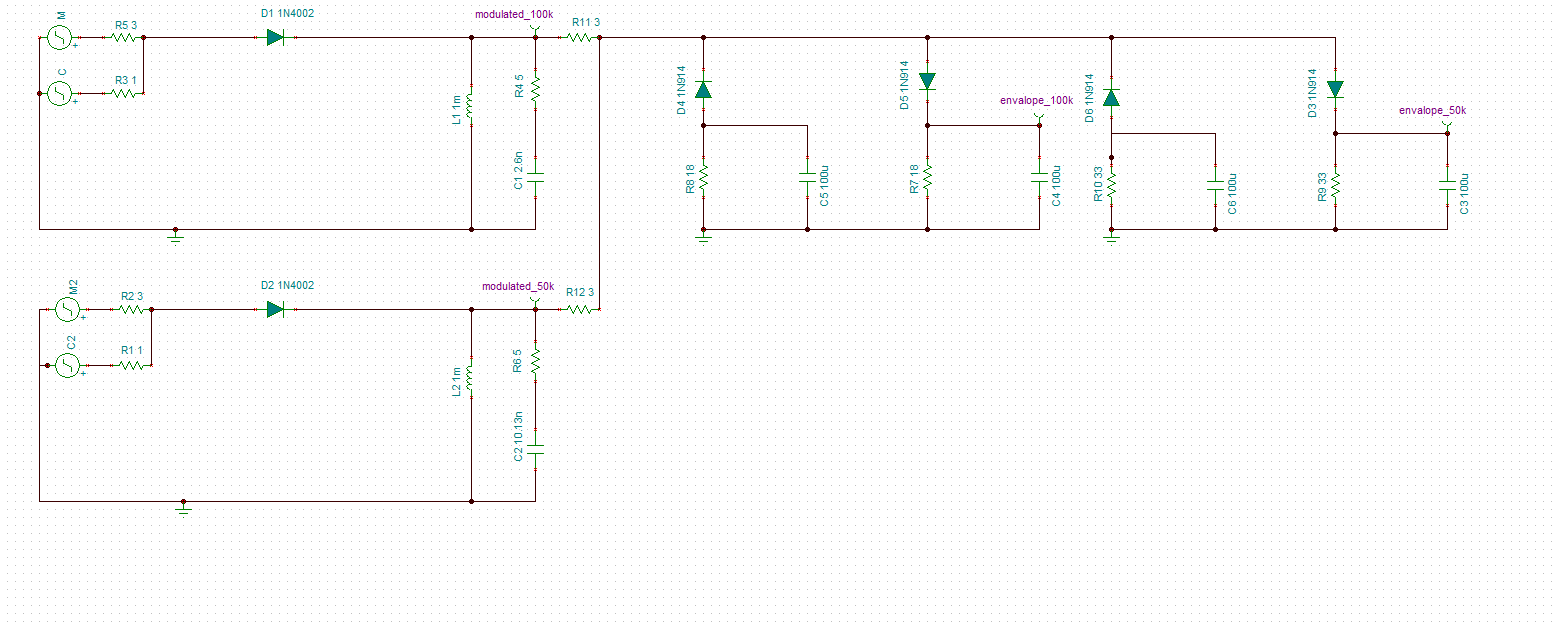 M
R5 3
D1 1N4002
modulated_100k
R11 3
C
R3 1
L1 1m
R4 5
C1 2.6n
D4 1N914
R8 18
C5 100u
D5 1N914
envalope_100k
R7 18
C4 100u
D6 1N914
R10 33
C6 100u
D3 1N914
envalope_50k
R9 33
C3 100u
M2
R2 3
D2 1N4002
modulated_50k
R12 3
C2
R1 1
L2 1m
R6 5
C2 10.13n